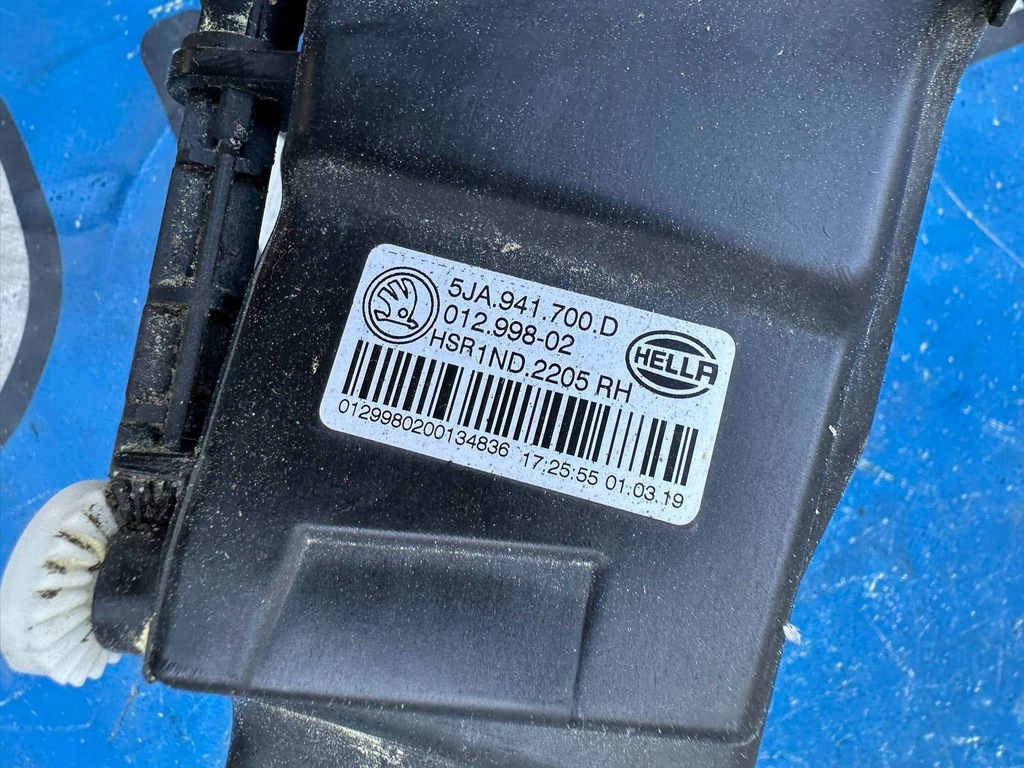 5JA.941.700.D
012.998-02
HSR1ND.2205 RH
HELLA
0129980200134836 17:25:55 01.03.19